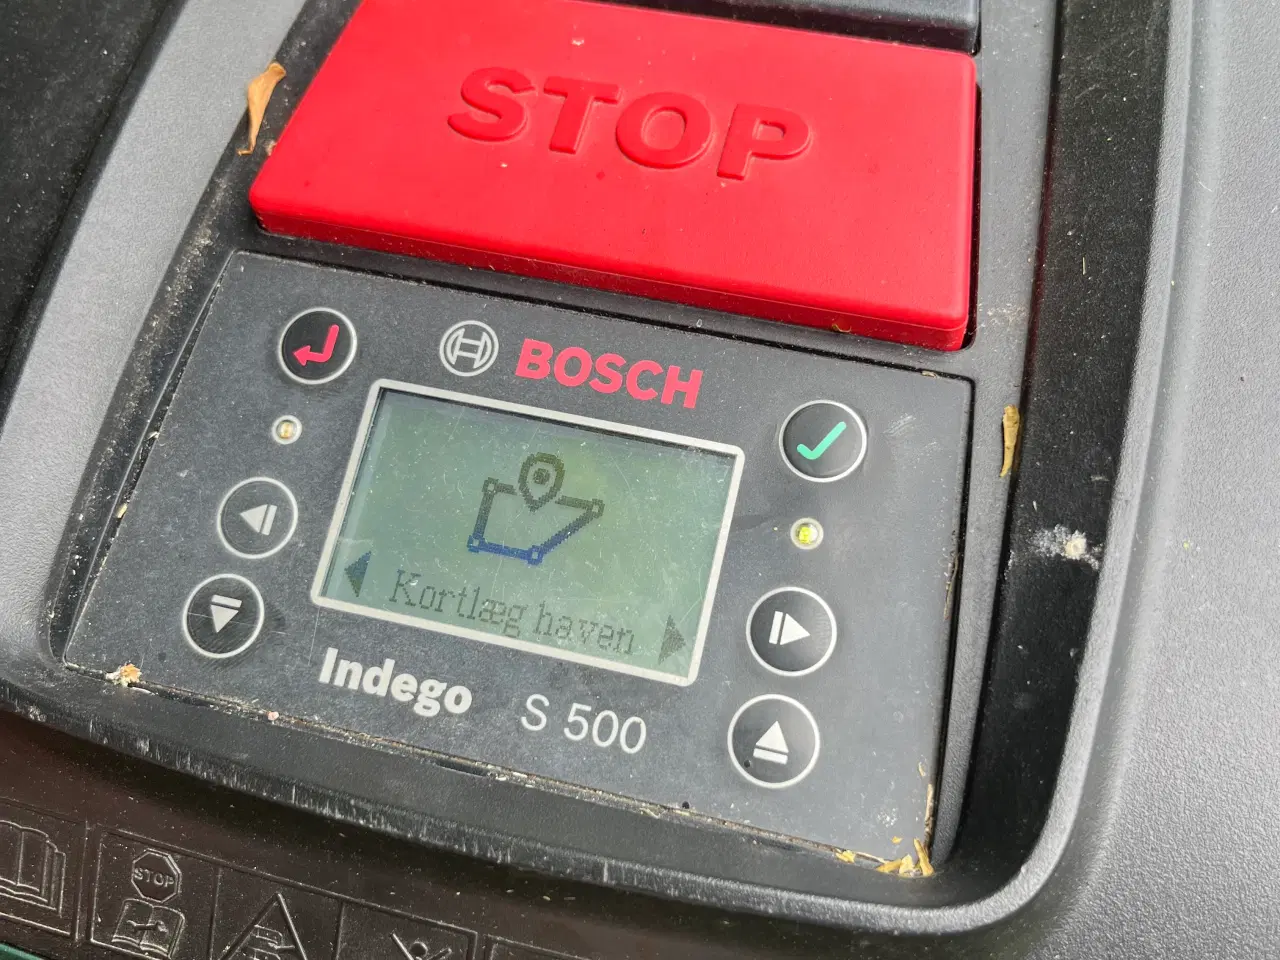 STOP
BOSCH
Kortlæg haven
Indego S 500
STOP